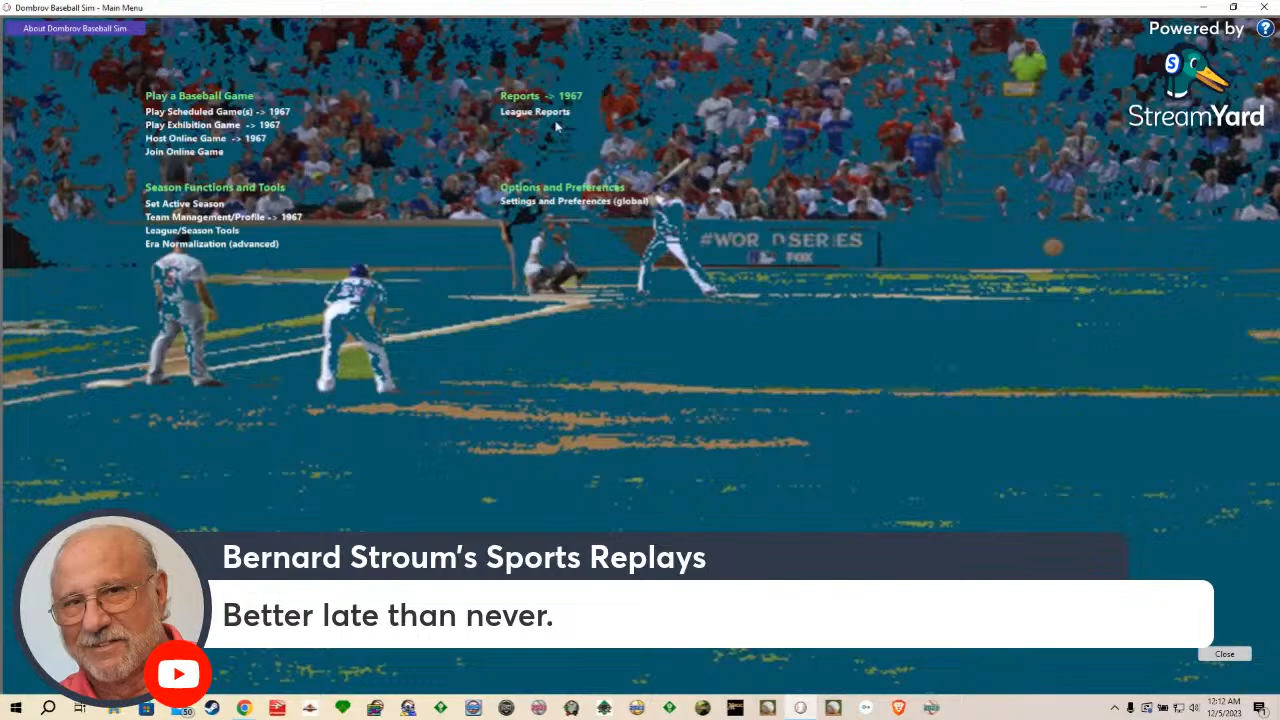 Dombrov Baseball Sim - Main Menu
About Dombrov Baseball Sim
Powered by
?
S
StreamYard
Play a Baseball Game
Play Scheduled Game(s) -> 1967
Play Exhibition Game -> 1967
Host Online Game -> 1967
Join Online Game
Reports -> 1967
League Reports
Season Functions and Tools
Set Active Season
Team Management/Profile -> 1967
League/Season Tools
Era Normalization (advanced)
Options and Preferences
Settings and Preferences (global)
#WOR DSERIES
FOX
Bernard Stroum's Sports Replays
Better late than never.
Close
50
12:12 AM
12/5/2023